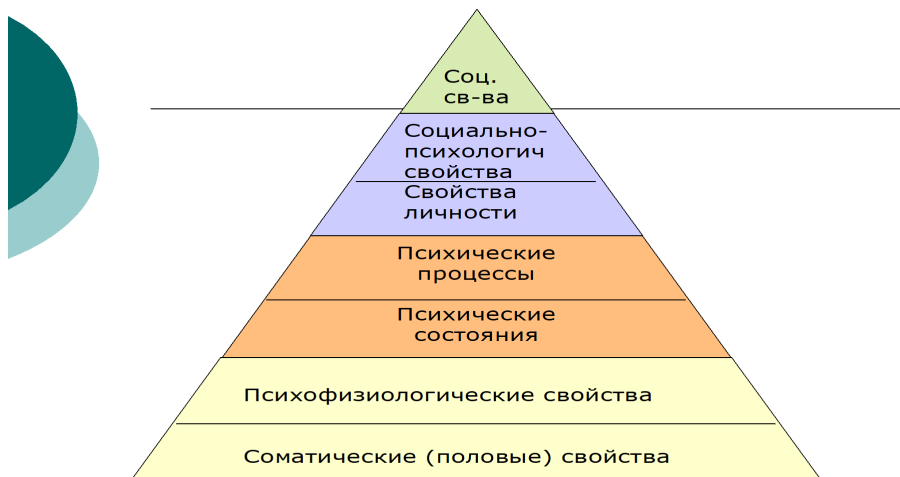 Соц.
св-ва
Социально-
психологич
свойства
Свойства
личности
Психические
процессы
Психические
состояния
Психофизиологические свойства
Соматические (половые) свойства